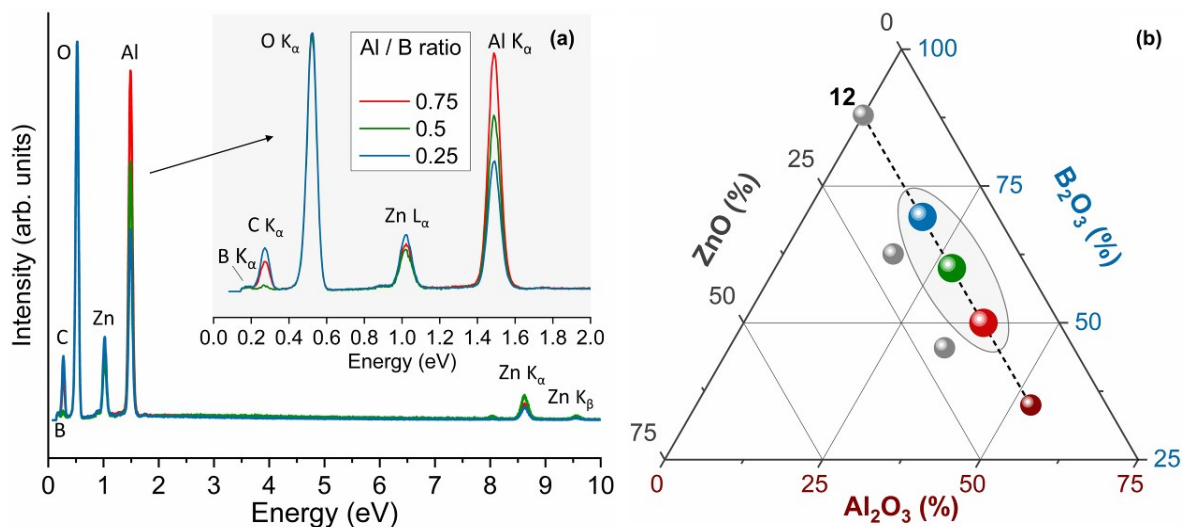 (a)
O
Al
C
B
Zn
Zn Kα
Zn Kβ
Intensity (arb. units)
0 1 2 3 4 5 6 7 8 9 10
Energy (eV)
O Kα
Al / B ratio
0.75
0.5
0.25
Al Kα
C Kα
B Kα
Zn Lα
0.0 0.2 0.4 0.6 0.8 1.0 1.2 1.4 1.6 1.8 2.0
Energy (eV)
(b)
0
100
12
25
75
ZnO (%)
B2O3 (%)
50
50
75
25
0 25 50 75
Al2O3 (%)